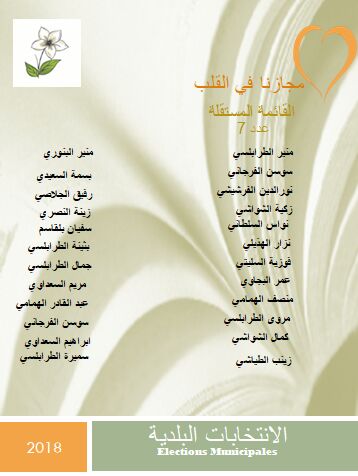 مجازنا في القلب
القائمة المستقلة
عدد 7
منير الطرابلسي
سوسن الفرجاني
نورالدين الفرشيشي
زكية الشواشي
نواس السلطاني
نزار الهذيلي
فوزية السليتي
عمر البجاوي
منصف الهمامي
مروى الطرابلسي
كمال الشواشي
زينب الطياشي
منير البنوري
بسمة السعيدي
رفيق الجلاصي
زينة النصري
سفيان بلقاسم
بثينة الطرابلسي
جمال الطرابلسي
مريم السعداوي
عبد القادر الهمامي
سوسن الفرجاني
ابراهيم السعداوي
سميرة الطرابلسي
الانتخابات البلدية
Elections Municipales
2018